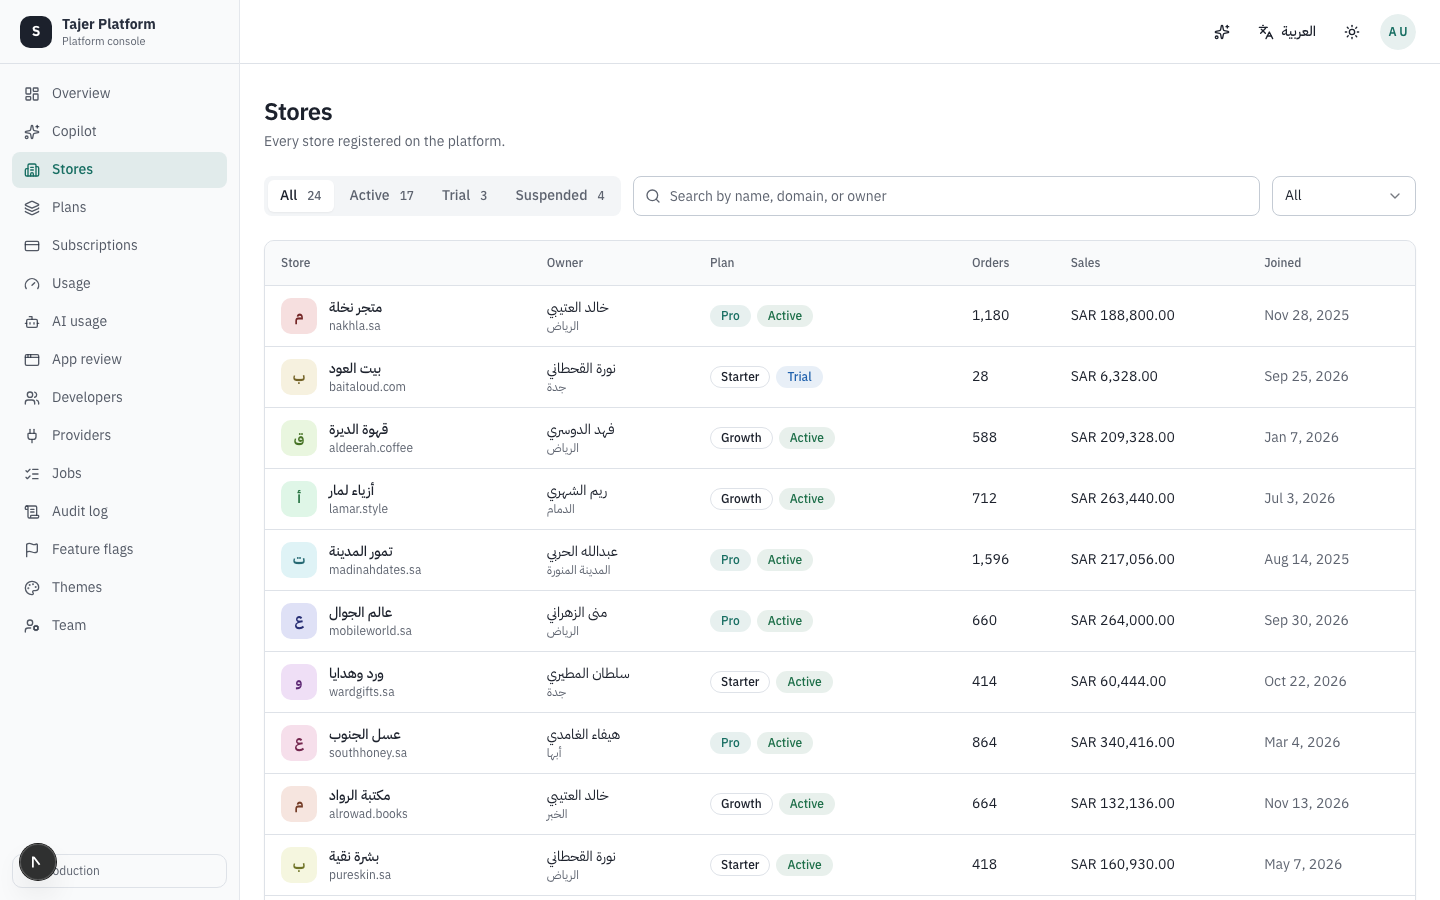 S
Tajer Platform
Platform console
العربية
A U
Overview
Copilot
Stores
Plans
Subscriptions
Usage
AI usage
App review
Developers
Providers
Jobs
Audit log
Feature flags
Themes
Team
oduction
Stores
Every store registered on the platform.
All 24 Active 17 Trial 3 Suspended 4
Search by name, domain, or owner
All
Store Owner Plan Orders Sales Joined
م متجر نخلة خالد العتيبي Pro Active 1,180 SAR 188,800.00 Nov 28, 2025
nakhla.sa الرياض
ب بيت العود نورة القحطاني Starter Trial 28 SAR 6,328.00 Sep 25, 2026
baitaloud.com جدة
ق قهوة الديرة فهد الدوسري Growth Active 588 SAR 209,328.00 Jan 7, 2026
aldeerah.coffee الرياض
أ أزياء لمار ريم الشهري Growth Active 712 SAR 263,440.00 Jul 3, 2026
lamar.style الدمام
ت تمور المدينة عبدالله الحربي Pro Active 1,596 SAR 217,056.00 Aug 14, 2025
madinahdates.sa المدينة المنورة
ع عالم الجوال منى الزهراني Pro Active 660 SAR 264,000.00 Sep 30, 2026
mobileworld.sa الرياض
و ورد وهدايا سلطان المطيري Starter Active 414 SAR 60,444.00 Oct 22, 2026
wardgifts.sa جدة
ع عسل الجنوب هيفاء الغامدي Pro Active 864 SAR 340,416.00 Mar 4, 2026
southhoney.sa أبها
م مكتبة الرواد خالد العتيبي Growth Active 664 SAR 132,136.00 Nov 13, 2026
alrowad.books الخبر
ب بشرة نقية نورة القحطاني Starter Active 418 SAR 160,930.00 May 7, 2026
pureskin.sa الرياض